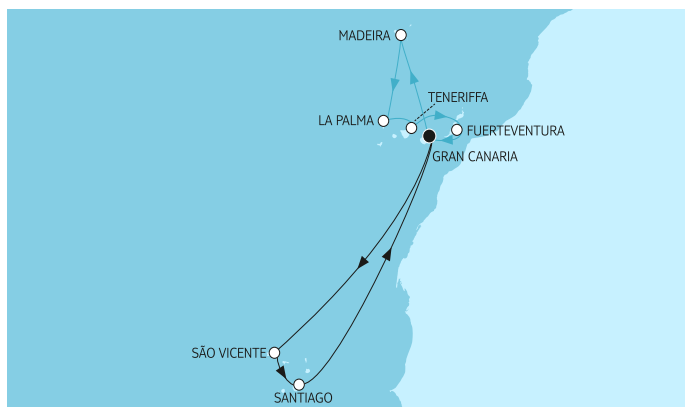 MADEIRA
TENERIFFA
LA PALMA
FUERTEVENTURA
GRAN CANARIA
SÃO VICENTE
SANTIAGO